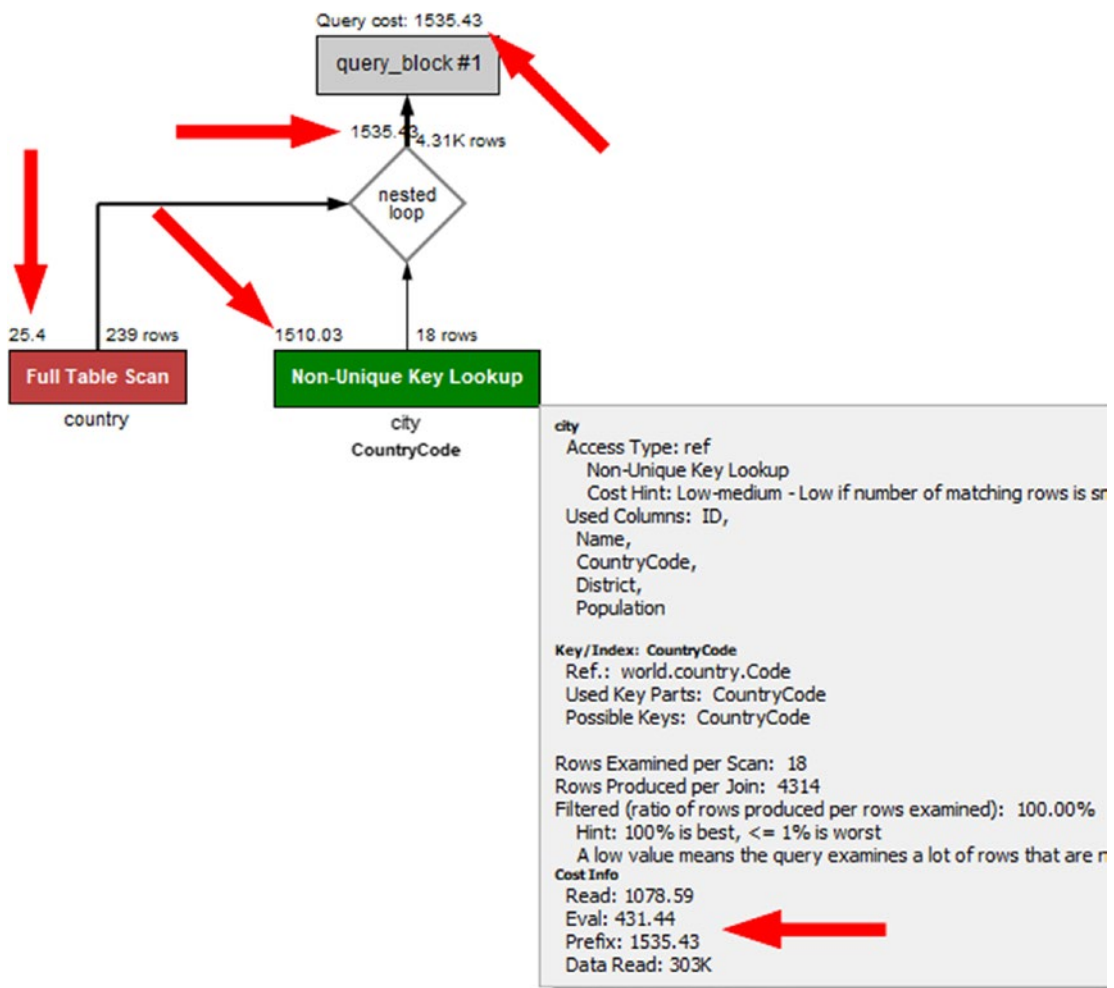 Query cost: 1535.43
query_block #1
1535.43
4.31K rows
nested
loop
25.4
239 rows
1510.03
18 rows
Full Table Scan
Non-Unique Key Lookup
country
city
CountryCode
city
Access Type: ref
Non-Unique Key Lookup
Cost Hint: Low-medium - Low if number of matching rows is
Used Columns: ID,
Name,
CountryCode,
District,
Population
Key/Index: CountryCode
Ref.: world.country.Code
Used Key Parts: CountryCode
Possible Keys: CountryCode
Rows Examined per Scan: 18
Rows Produced per Join: 4314
Filtered (ratio of rows produced per rows examined): 100.00%
Hint: 100% is best, <= 1% is worst
A low value means the query examines a lot of rows that are
Cost Info
Read: 1078.59
Eval: 431.44
Prefix: 1535.43
Data Read: 303K